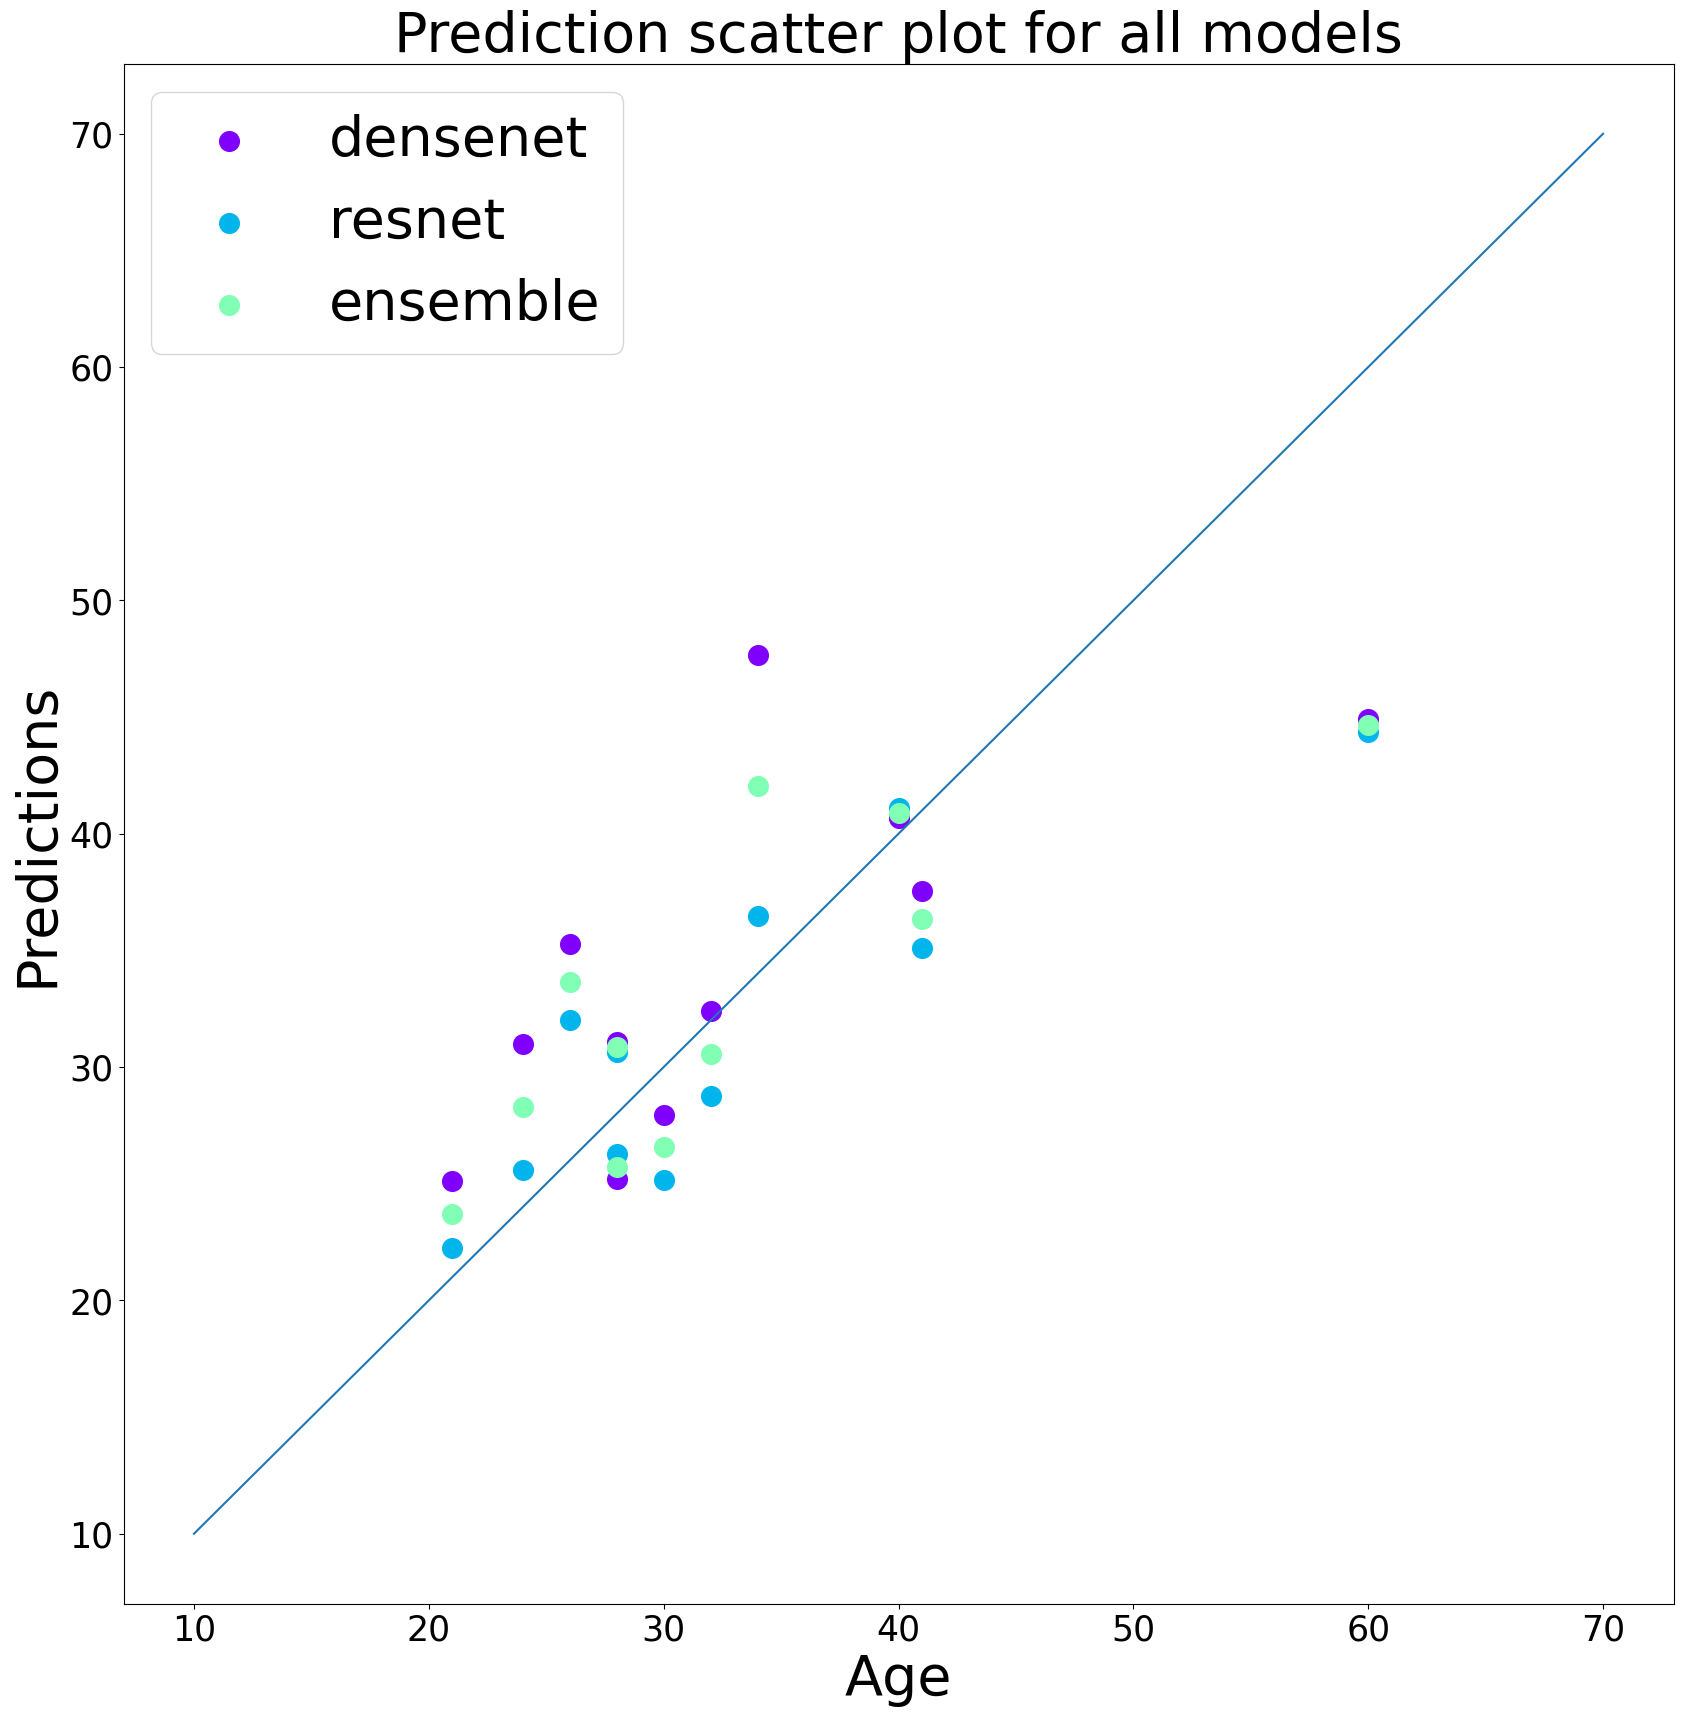 Prediction scatter plot for all models
densenet
resnet
ensemble
70
60
50
40
30
20
10
Predictions
10 20 30 40 50 60 70
Age